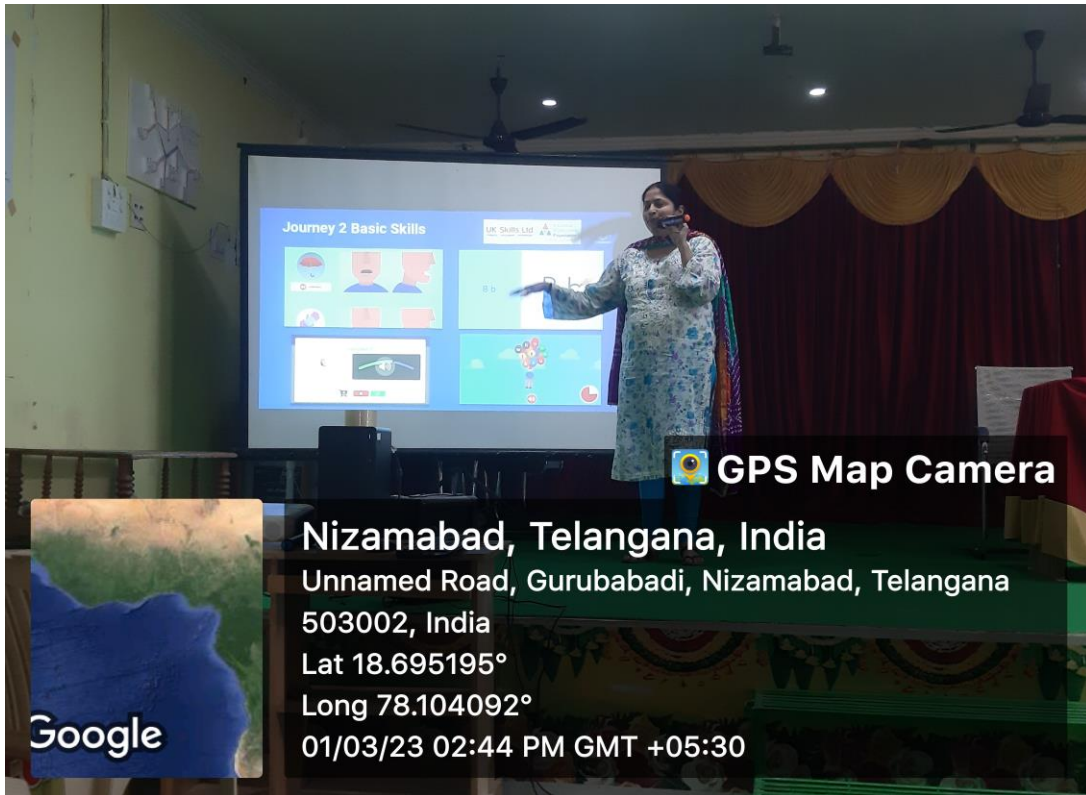 Journey 2 Basic Skills
UK Skills Ltd
B b
GPS Map Camera
Nizamabad, Telangana, India
Unnamed Road, Gurubabadi, Nizamabad, Telangana
503002, India
Lat 18.695195°
Long 78.104092°
01/03/23 02:44 PM GMT +05:30
Google